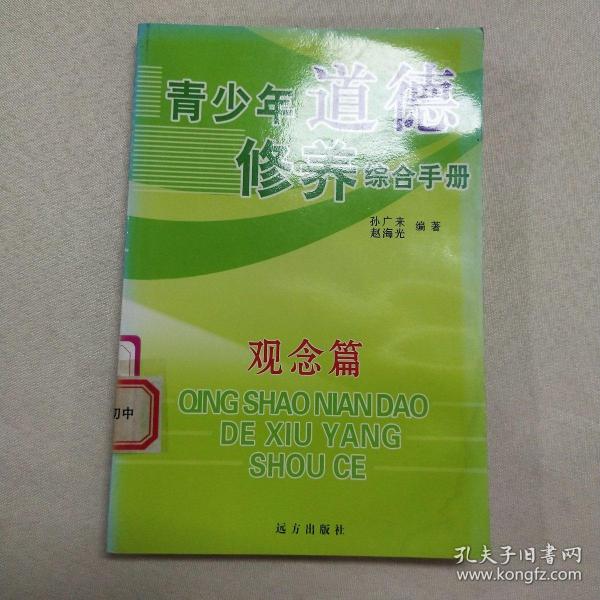 青少年道德
修养综合手册
孙广来
赵海光 编著
观念篇
QING SHAO NIAN DAO
DE XIU YANG
SHOU CE
初中
远方出版社
孔夫子旧书网
www.kongfz.com